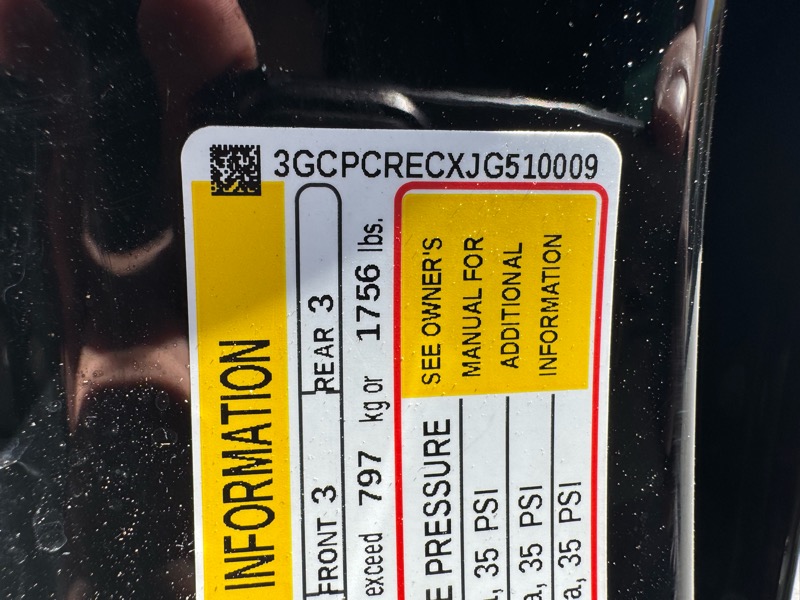 3GCPCRECXJG510009
INFORMATION
FRONT 3 REAR 3
exceed 797 kg or 1756 lbs.
PRESSURE
SEE OWNER'S
MANUAL FOR
ADDITIONAL
INFORMATION
35 PSI
35 PSI
35 PSI